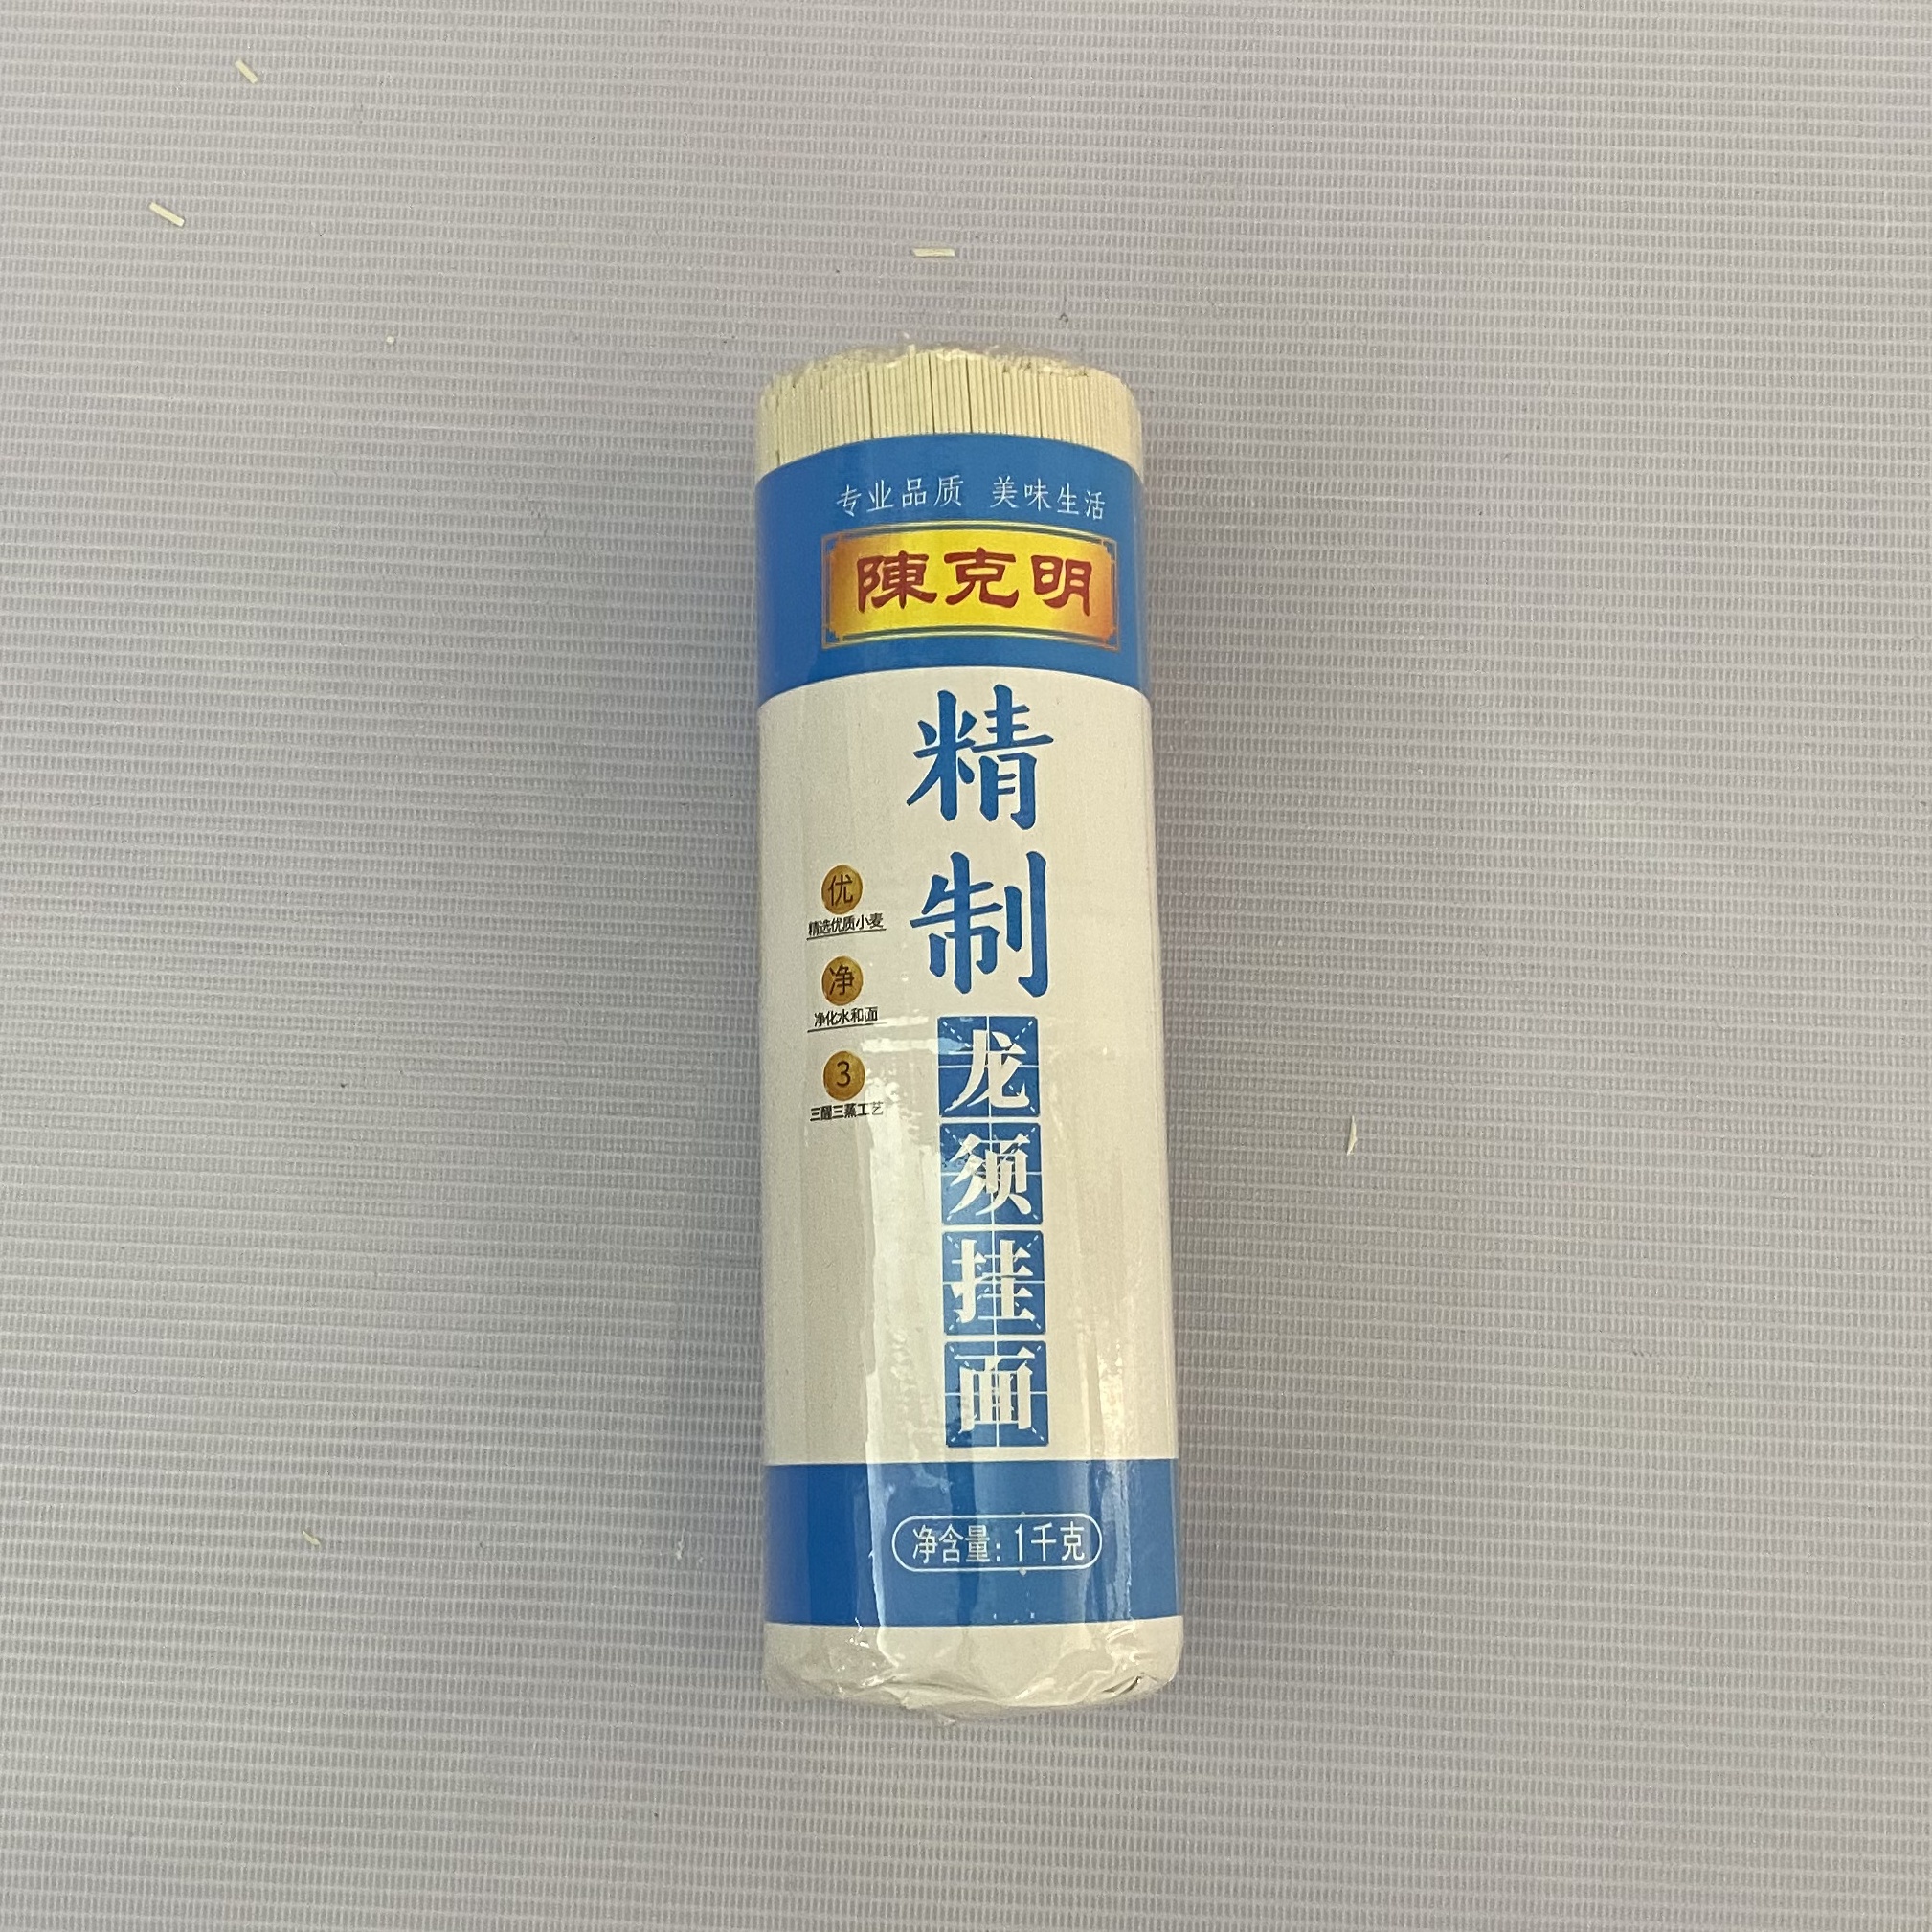 专业品质 美味生活
陳克明
精制
龙须挂面
优
精选优质小麦
净
净化水和面
3
三醒三蒸工艺
净含量：1千克